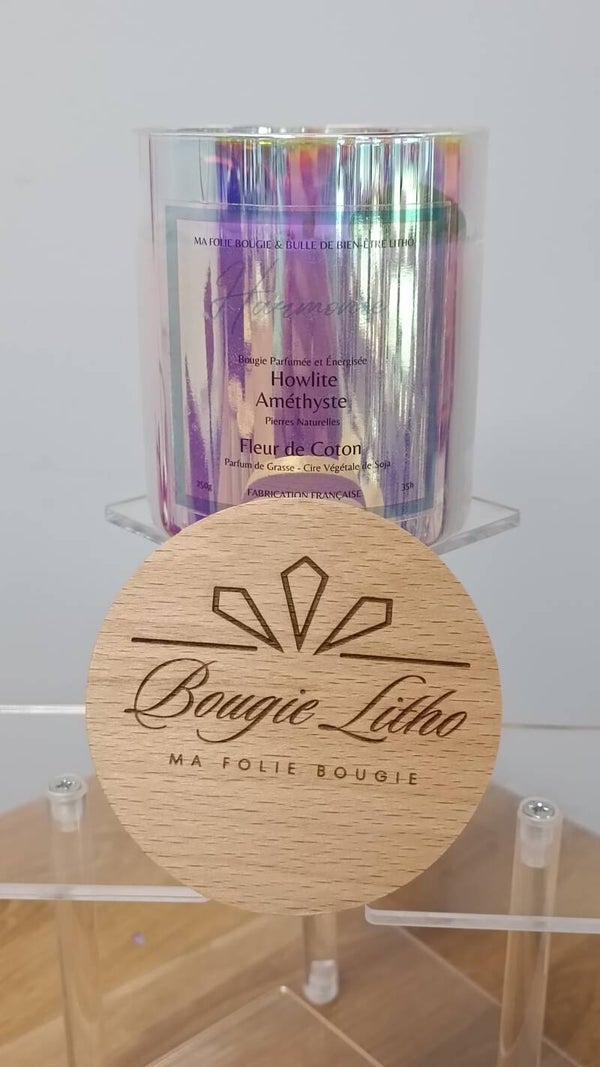 MA FOLIE BOUGIE & BULLE DE BIEN-ÊTRE LITHO
Harmonie
Bougie Parfumée et Énergisée
Howlite
Améthyste
Pierres Naturelles
Fleur de Coton
Parfum de Grasse - Cire Végétale de Soja
250g
35h
FABRICATION FRANÇAISE
Bougie Litho
MA FOLIE BOUGIE